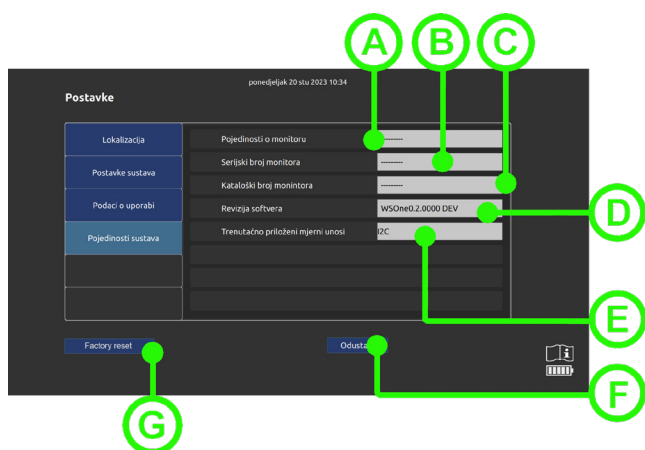 A
B
C
ponedjeljak 20 stu 2023 10:34
Postavke
Lokalizacija
Pojedinosti o monitoru
--------
Serijski broj monitora
--------
Postavke sustava
Kataloški broj monintora
--------
Podaci o uporabi
Revizija softvera
WSOne0.2.0000 DEV
D
Pojedinosti sustava
Trenutačno priloženi mjerni unosi
I2C
E
Factory reset
F
G